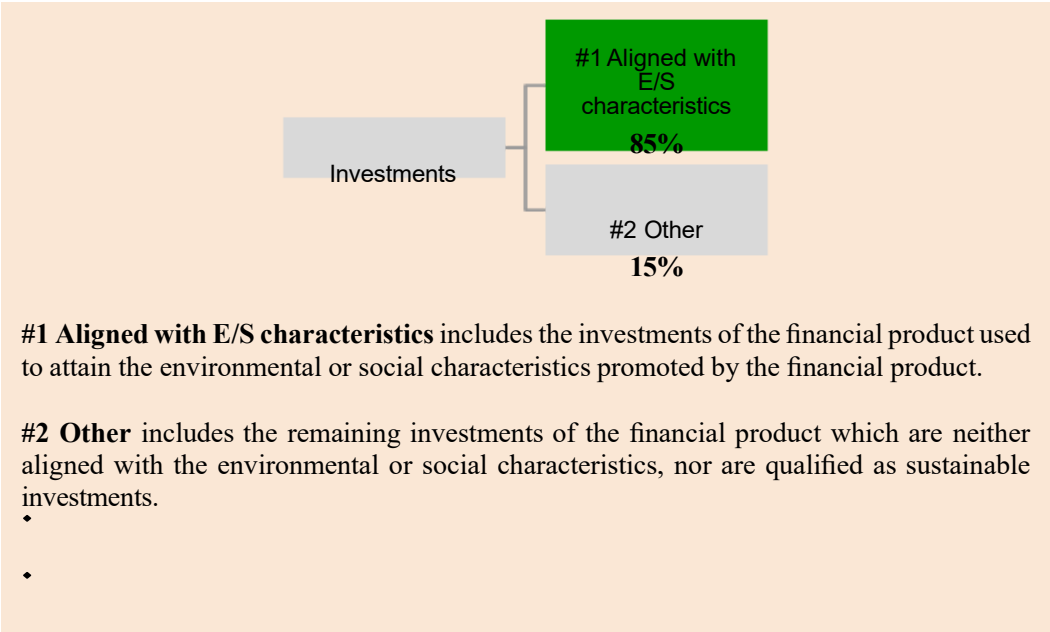 #1 Aligned with
E/S
characteristics
85%
Investments
#2 Other
15%
#1 Aligned with E/S characteristics includes the investments of the financial product used
to attain the environmental or social characteristics promoted by the financial product.
#2 Other includes the remaining investments of the financial product which are neither
aligned with the environmental or social characteristics, nor are qualified as sustainable
investments.